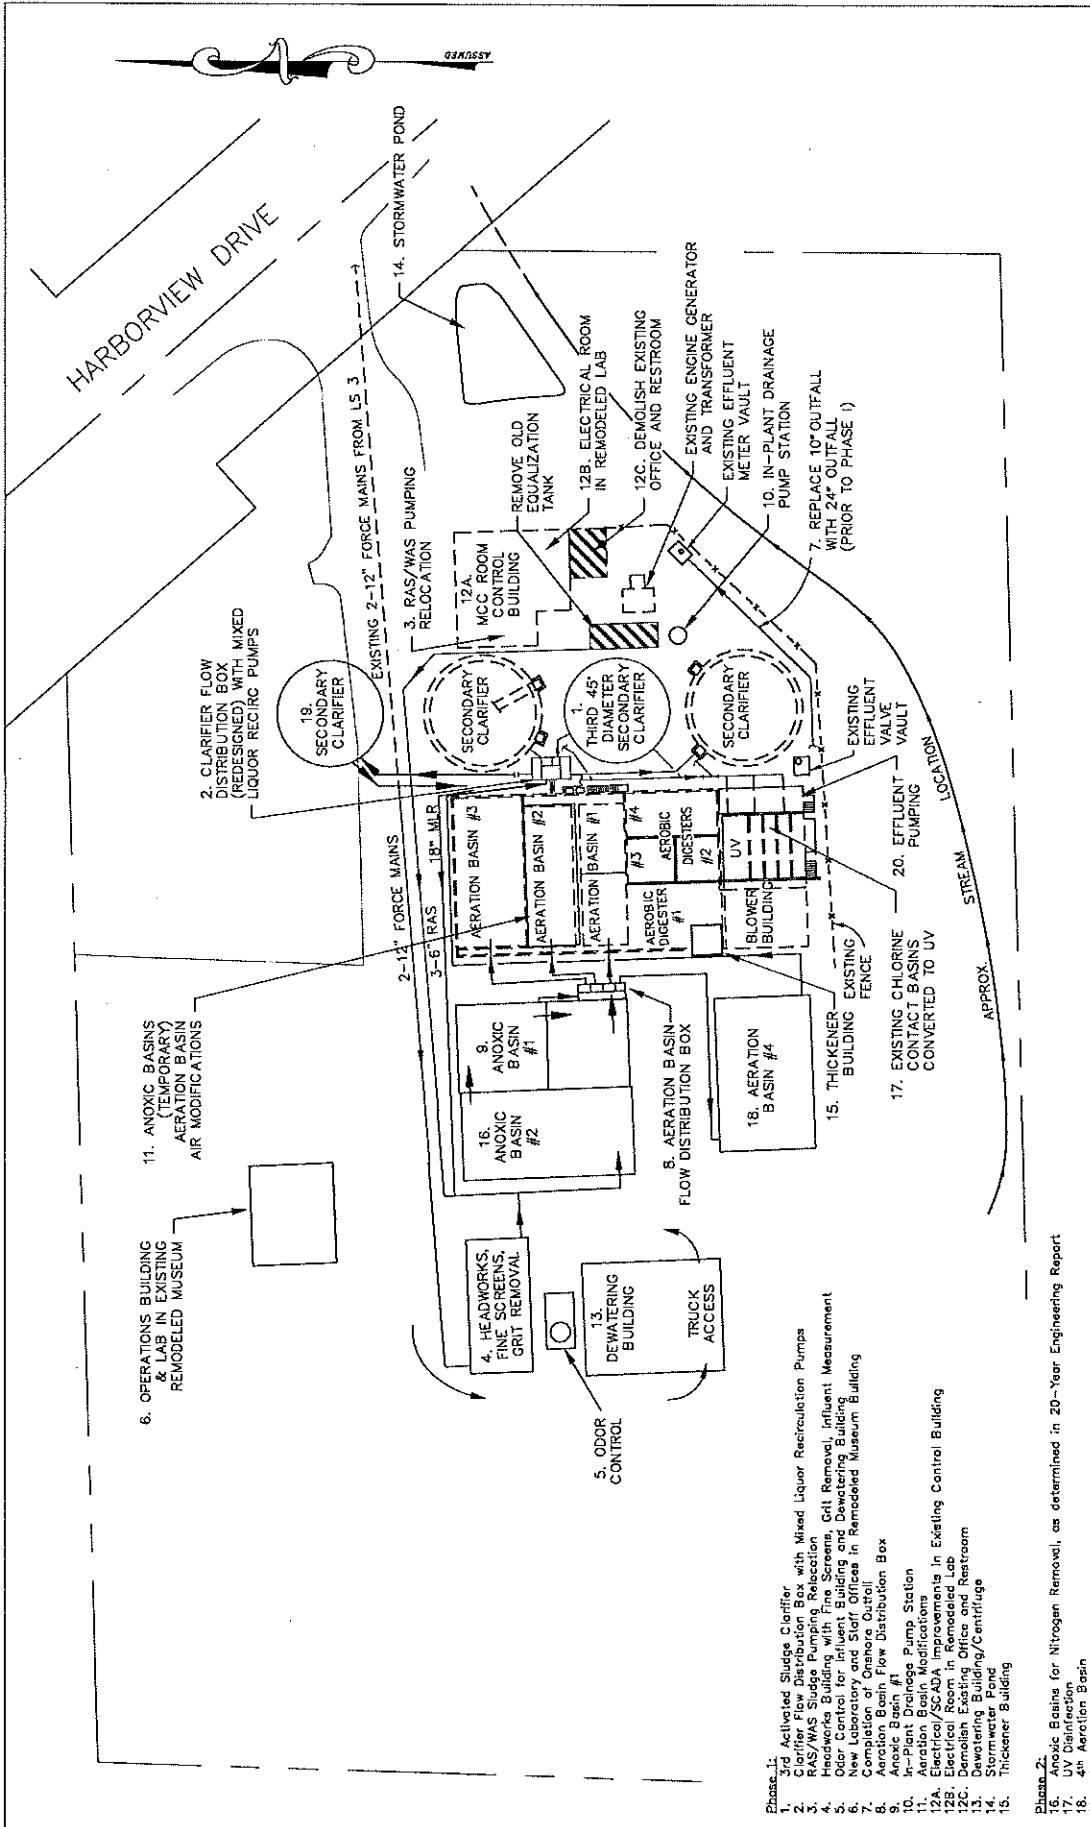 ASSUMED
HARBORVIEW DRIVE
14. STORMWATER POND
EXISTING 2-12" FORCE MAINS FROM LS 3
3. RAS/WAS PUMPING
RELOCATION
2. CLARIFIER FLOW
DISTRIBUTION BOX
(REDESIGNED) WITH MIXED
LIQUOR RECIRC PUMPS
REMOVE OLD
EQUALIZATION
TANK
12A.
MCC ROOM
CONTROL
BUILDING
12B. ELECTRICAL ROOM
IN REMODELED LAB
12C. DEMOLISH EXISTING
OFFICE AND RESTROOM
EXISTING ENGINE GENERATOR
AND TRANSFORMER
EXISTING EFFLUENT
METER VAULT
10. IN-PLANT DRAINAGE
PUMP STATION
7. REPLACE 10" OUTFALL
WITH 24" OUTFALL
(PRIOR TO PHASE I)
19.
SECONDARY
CLARIFIER
SECONDARY
CLARIFIER
1.
THIRD 45'
DIAMETER
SECONDARY
CLARIFIER
SECONDARY
CLARIFIER
EXISTING
EFFLUENT
VALVE
VAULT
20. EFFLUENT
PUMPING
2-12" FORCE MAINS
3-6" RAS
18" MLR
AERATION BASIN #3
AERATION BASIN #2
AERATION BASIN #1
#4
#3
AEROBIC
DIGESTERS
#2
AEROBIC
DIGESTER
#1
UV
BLOWER
BUILDING
APPROX.
STREAM
LOCATION
11. ANOXIC BASINS
(TEMPORARY)
AERATION BASIN
AIR MODIFICATIONS
9.
ANOXIC
BASIN
#1
16.
ANOXIC
BASIN
#2
8. AERATION BASIN
FLOW DISTRIBUTION BOX
18. AERATION
BASIN #4
15. THICKENER
BUILDING
EXISTING
FENCE
17. EXISTING CHLORINE
CONTACT BASINS
CONVERTED TO UV
6. OPERATIONS BUILDING
& LAB IN EXISTING
REMODELED MUSEUM
4. HEADWORKS,
FINE SCREENS,
GRIT REMOVAL
5. ODOR
CONTROL
13.
DEWATERING
BUILDING
TRUCK
ACCESS
Phase 1:
1. 3rd Activated Sludge Clarifier
2. Clarifier Flow Distribution Box with Mixed Liquor Recirculation Pumps
3. RAS/WAS Sludge Pumping Relocation
4. Headworks Building with Fine Screens, Grit Removal, Influent Measurement
5. Odor Control for Influent Building and Dewatering Building
6. New Laboratory and Staff Offices in Remodeled Museum Building
7. Completion of Onshore Outfall
8. Aeration Basin Flow Distribution Box
9. Anoxic Basin #1
10. In-Plant Drainage Pump Station
11. Aeration Basin Modifications
12A. Electrical/SCADA Improvements in Existing Control Building
12B. Electrical Room in Remodeled Lab
12C. Demolish Existing Office and Restroom
13. Dewatering Building/Centrifuge
14. Stormwater Pond
15. Thickener Building
Phase 2:
16. Anoxic Basins for Nitrogen Removal, as determined in 20-Year Engineering Report
17. UV Disinfection
18. 4th Aeration Basin